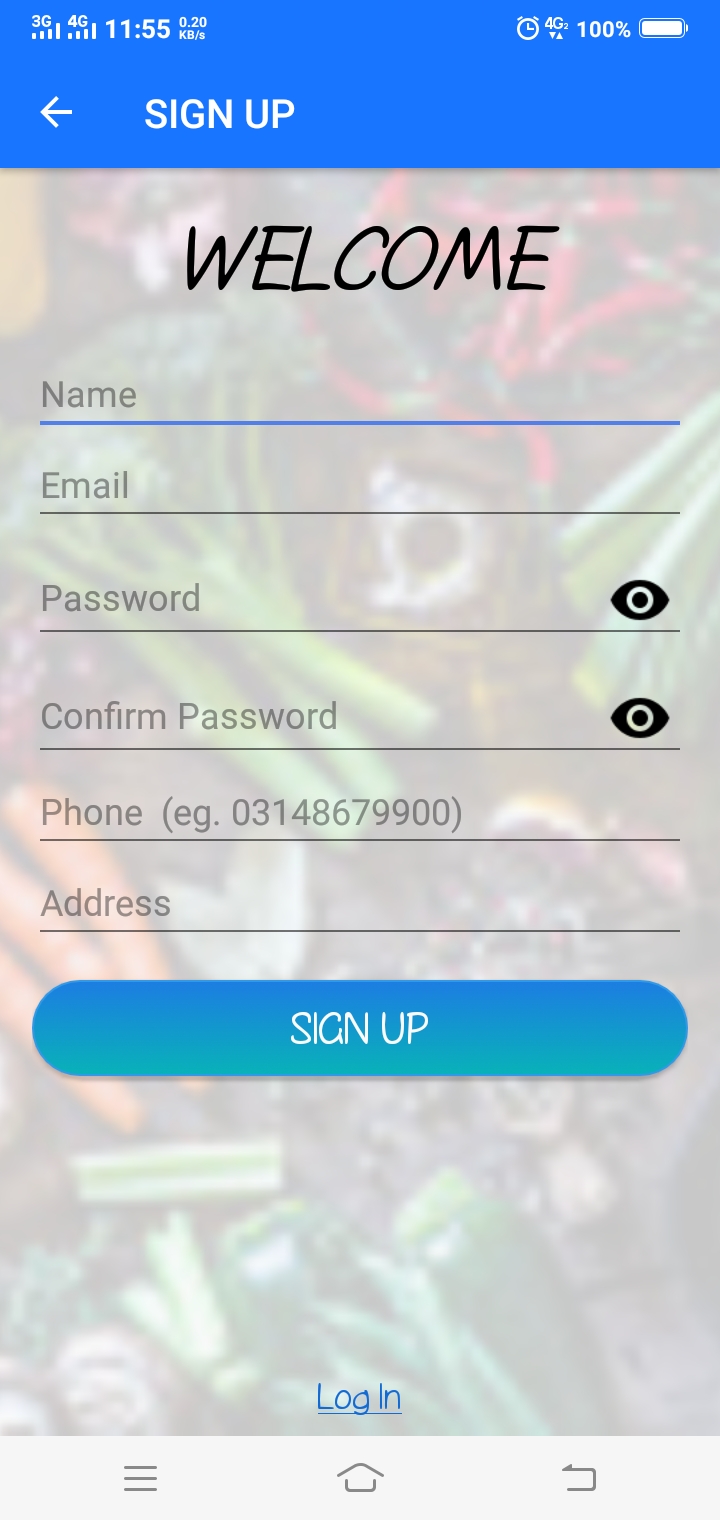 3G 4G 11:55 0.20 KB/s 4G2 100%
SIGN UP
WELCOME
Name
Email
Password
Confirm Password
Phone  (eg. 03148679900)
Address
SIGN UP
Log In